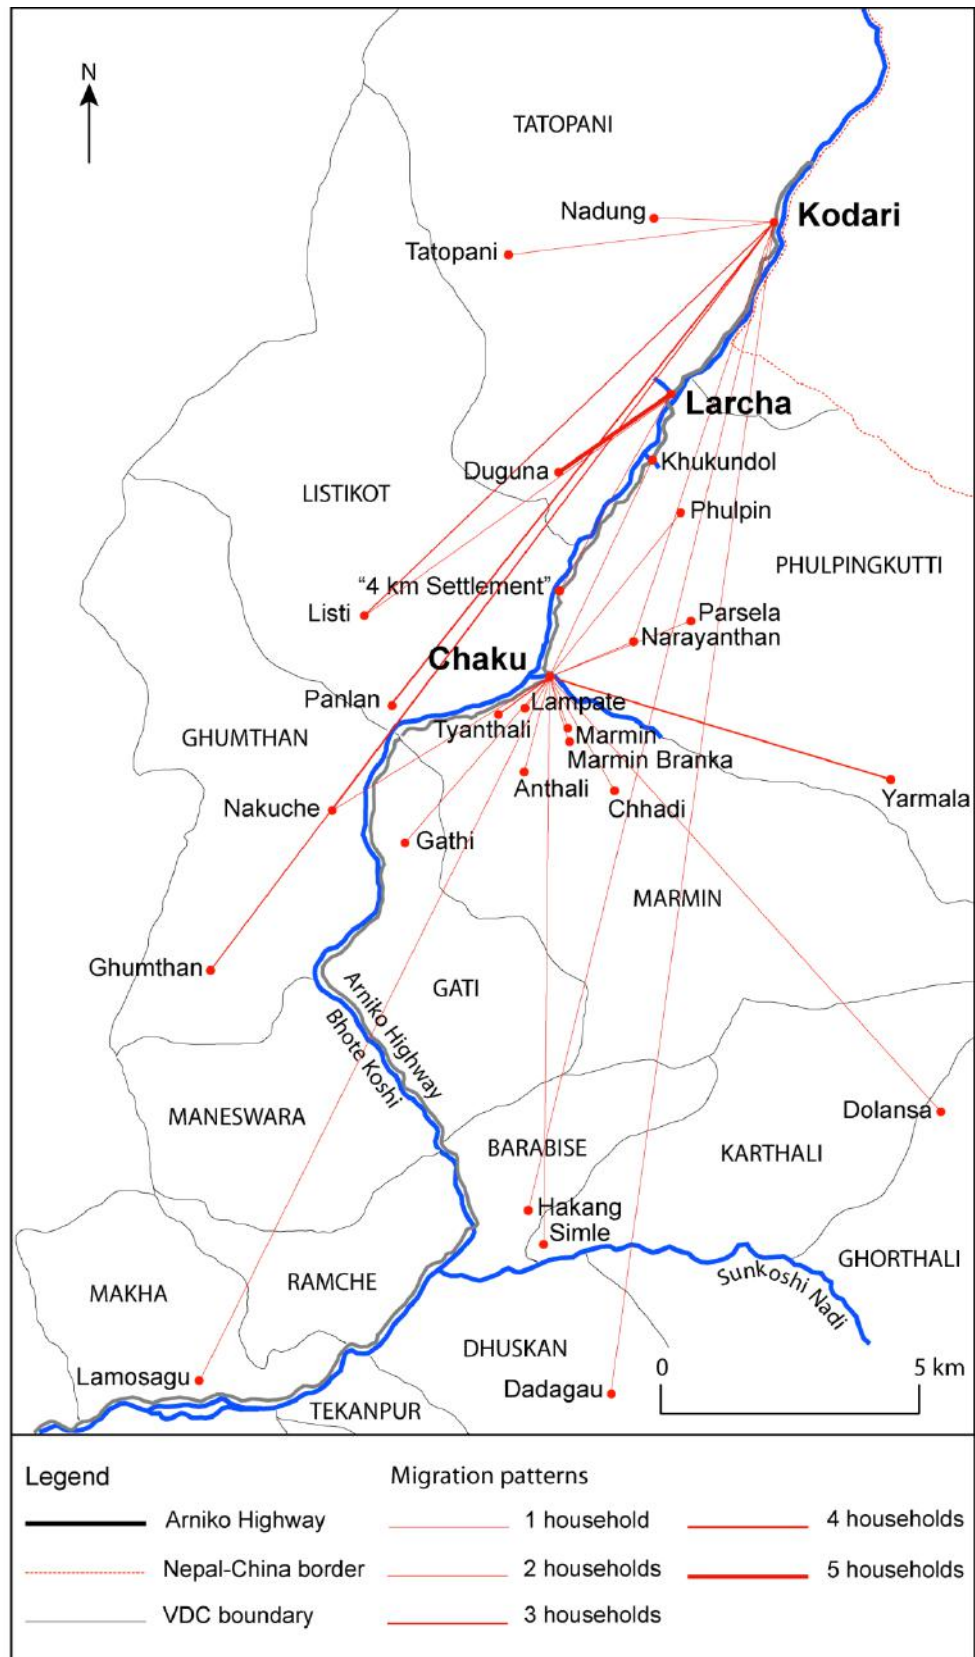 N
TATOPANI
Nadung
Kodari
Tatopani
Larcha
Duguna
Khukundol
LISTIKOT
Phulpin
PHULPINGKUTTI
“4 km Settlement”
Listi
Parsela
Narayanthan
Chaku
Panlan
Lampate
Tyanthali
GHUMTHAN
Marmin
Marmin Branka
Anthali
Yarmala
Nakuche
Chhadi
Gathi
MARMIN
Ghumthan
GATI
Arniko Highway
Bhote Koshi
MANESWARA
Dolansa
BARABISE
KARTHALI
Hakang
Simle
GHORTHALI
Sunkoshi Nadi
MAKHA
RAMCHE
DHUSKAN
Lamosagu
Dadagau
0 5 km
TEKANPUR
Legend
Arniko Highway
Nepal-China border
VDC boundary
Migration patterns
1 household
2 households
3 households
4 households
5 households